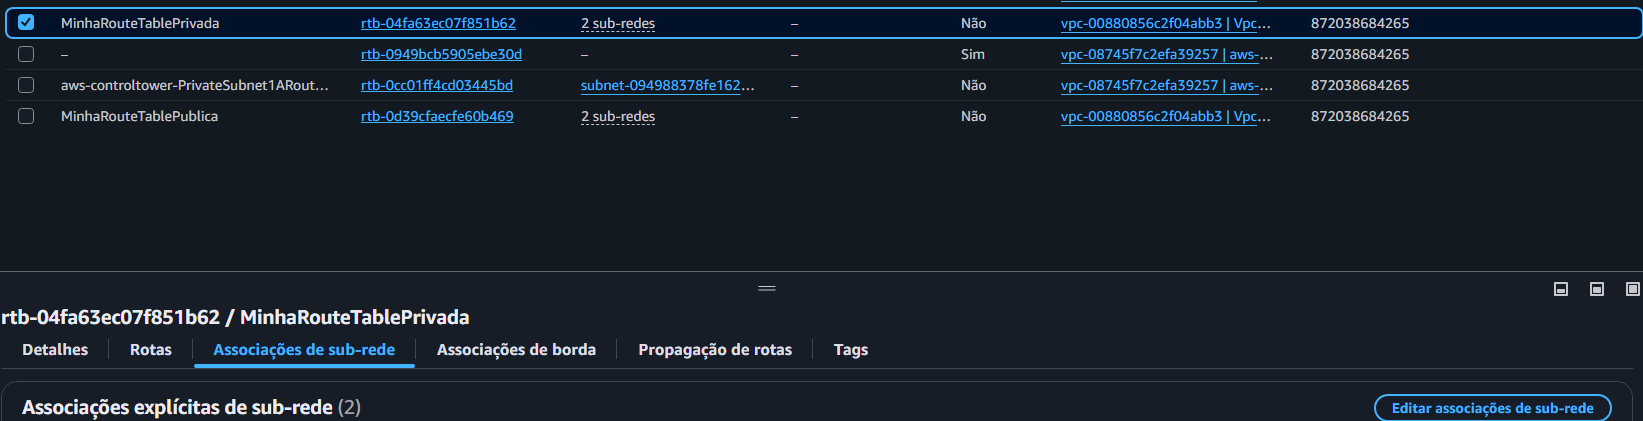 MinhaRouteTablePrivada rtb-04fa63ec07f851b62 2 sub-redes – Não vpc-00880856c2f04abb3 | Vpc... 872038684265
– rtb-0949bcb5905ebe30d – – Sim vpc-08745f7c2efa39257 | aws-... 872038684265
aws-controltower-PrivateSubnet1ARout... rtb-0cc01ff4cd03445bd subnet-094988378fe162... – Não vpc-08745f7c2efa39257 | aws-... 872038684265
MinhaRouteTablePublica rtb-0d39cfaecfe60b469 2 sub-redes – Não vpc-00880856c2f04abb3 | Vpc... 872038684265
rtb-04fa63ec07f851b62 / MinhaRouteTablePrivada
Detalhes Rotas Associações de sub-rede Associações de borda Propagação de rotas Tags
Associações explícitas de sub-rede (2) Editar associações de sub-rede